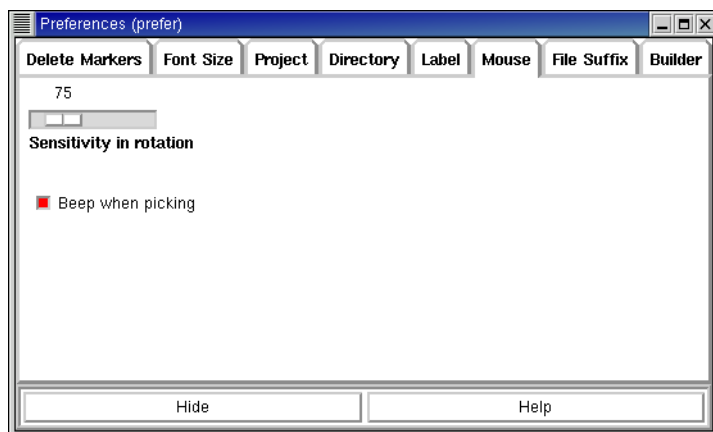 Preferences (prefer)
Delete Markers Font Size Project Directory Label Mouse File Suffix Builder
75
Sensitivity in rotation
Beep when picking
Hide Help